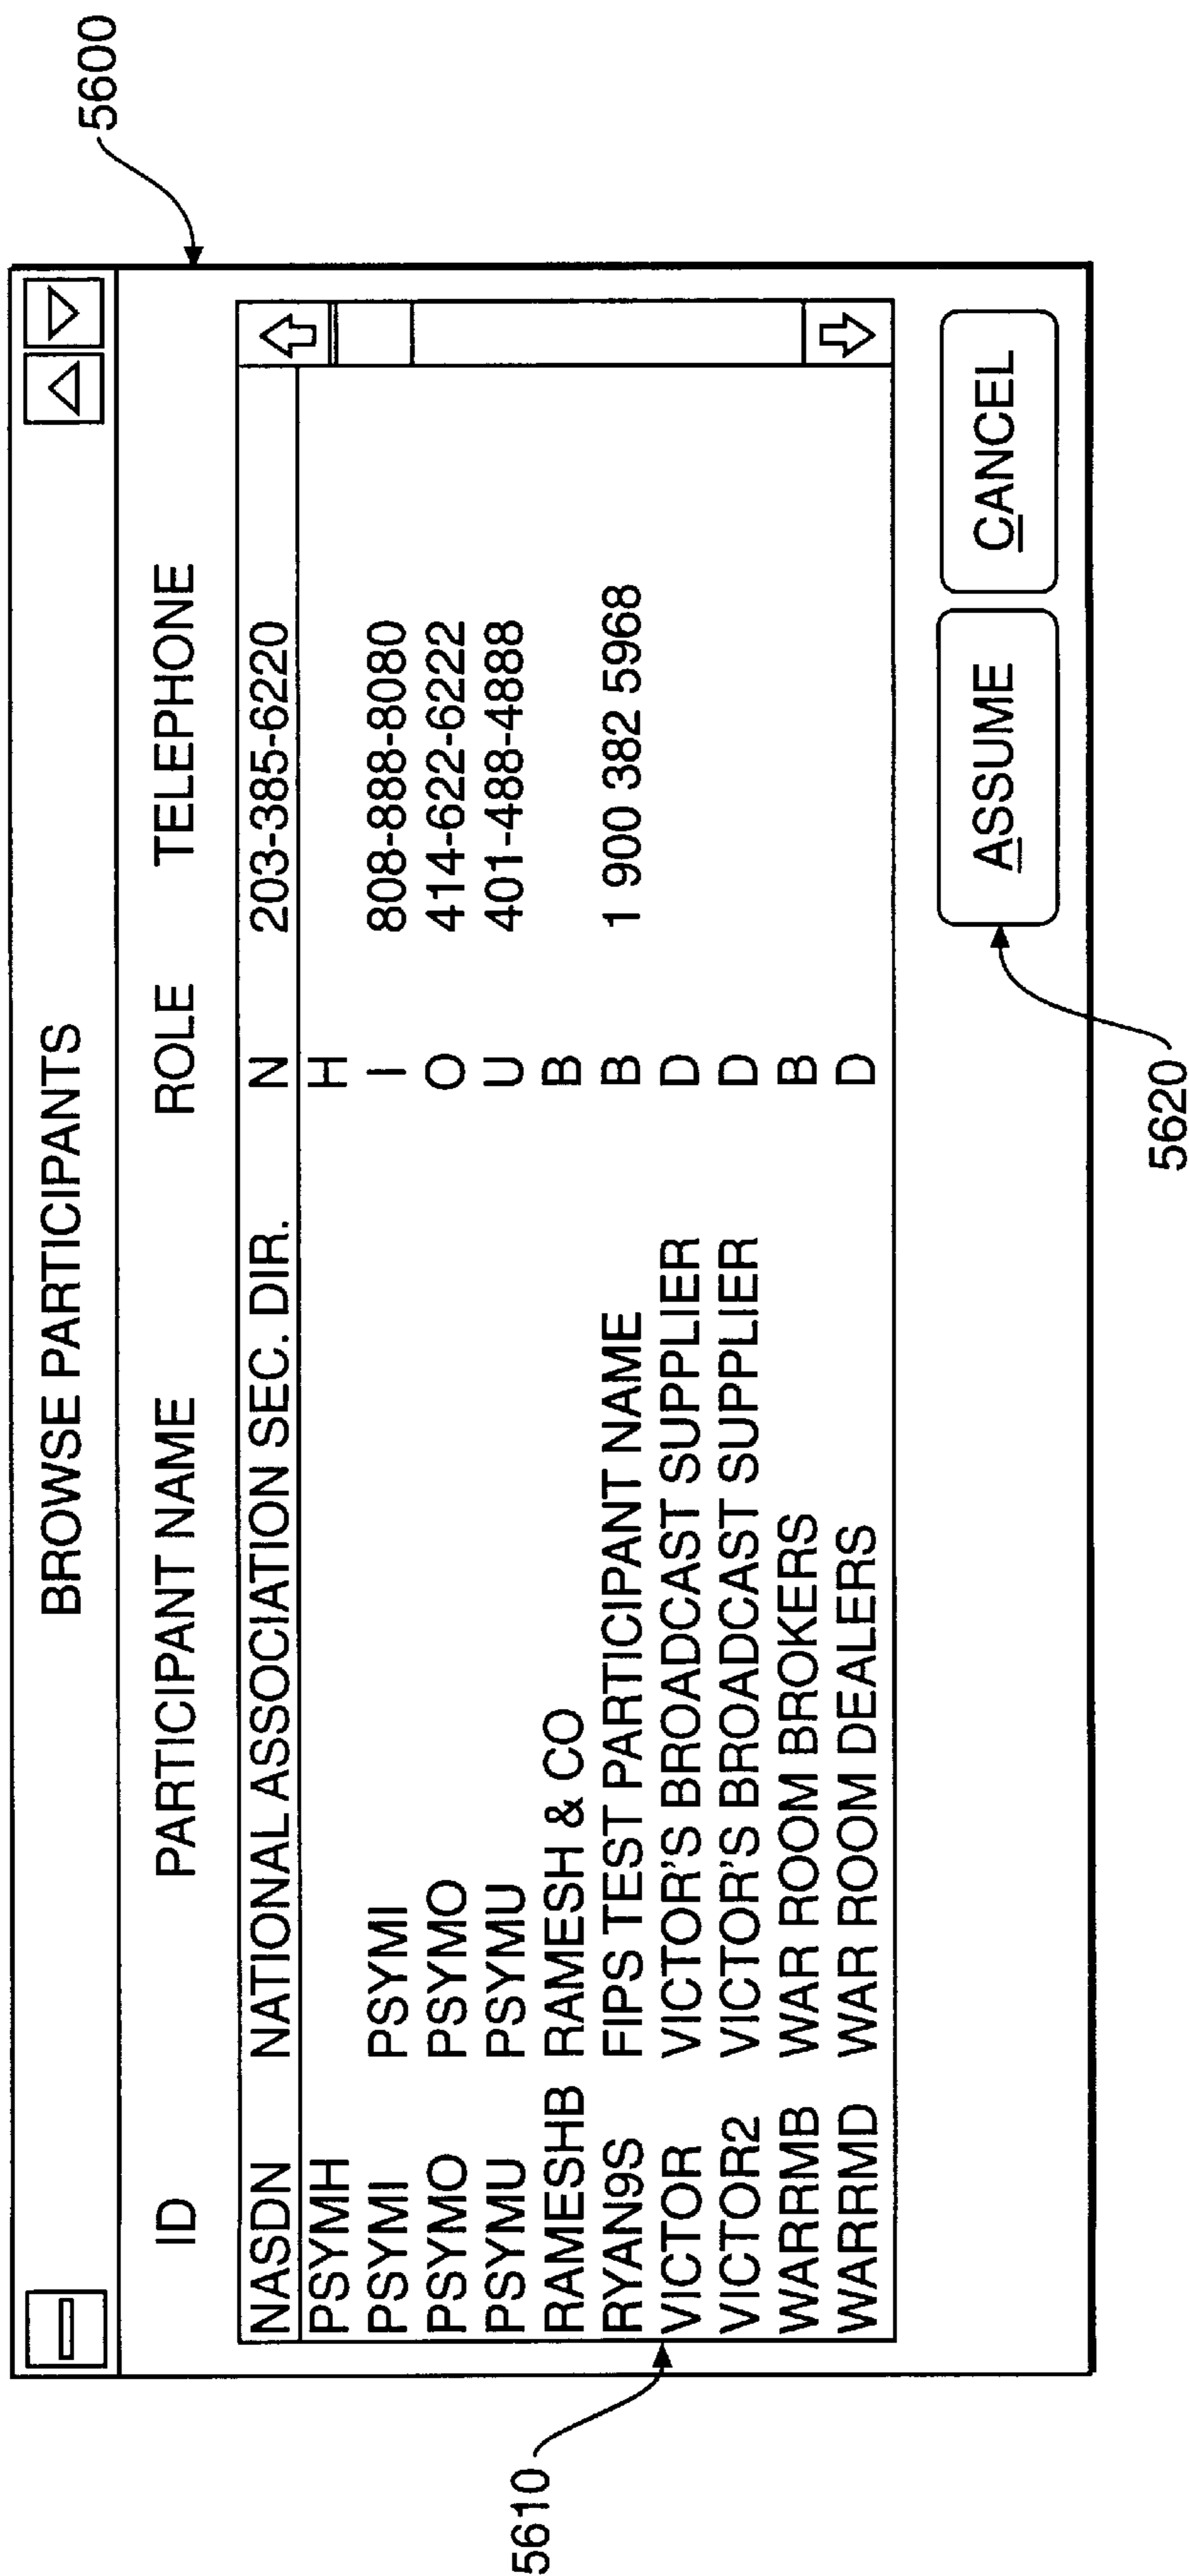 5600
BROWSE PARTICIPANTS
ID PARTICIPANT NAME ROLE TELEPHONE
NASDN NATIONAL ASSOCIATION SEC. DIR. N 203-385-6220
PSYMH H
PSYMI PSYMI I 808-888-8080
PSYMO PSYMO O 414-622-6222
PSYMU PSYMU U 401-488-4888
RAMESHB RAMESH & CO B
RYAN9S FIPS TEST PARTICIPANT NAME B 1 900 382 5968
VICTOR VICTOR'S BROADCAST SUPPLIER D
VICTOR2 VICTOR'S BROADCAST SUPPLIER D
WARRMB WAR ROOM BROKERS B
WARRMD WAR ROOM DEALERS D
5610
ASSUME CANCEL
5620